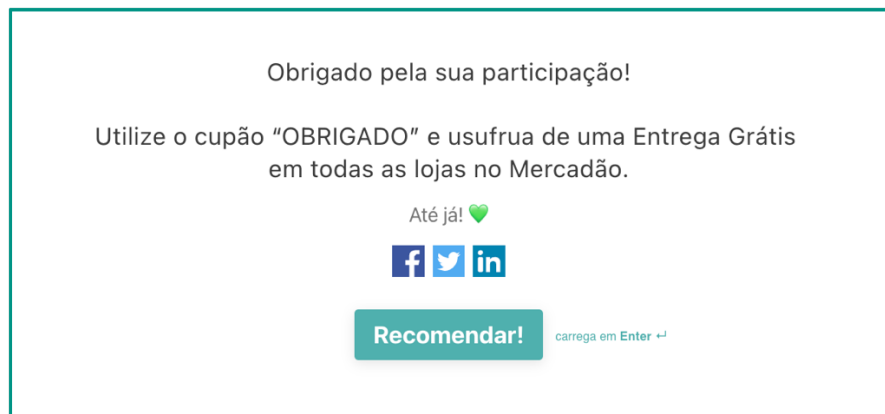 Obrigado pela sua participação!
Utilize o cupão “OBRIGADO” e usufrua de uma Entrega Grátis
em todas as lojas no Mercadão.
Até já! 💚
f in
Recomendar!
carrega em Enter ↵